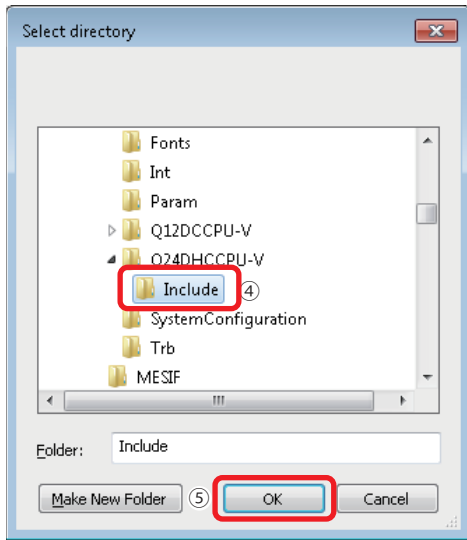 Select directory
Fonts
Int
Param
Q12DCCPU-V
Q24DHCCPU-V
Include ④
SystemConfiguration
Trb
MESIF
Folder: Include
Make New Folder ⑤ OK Cancel